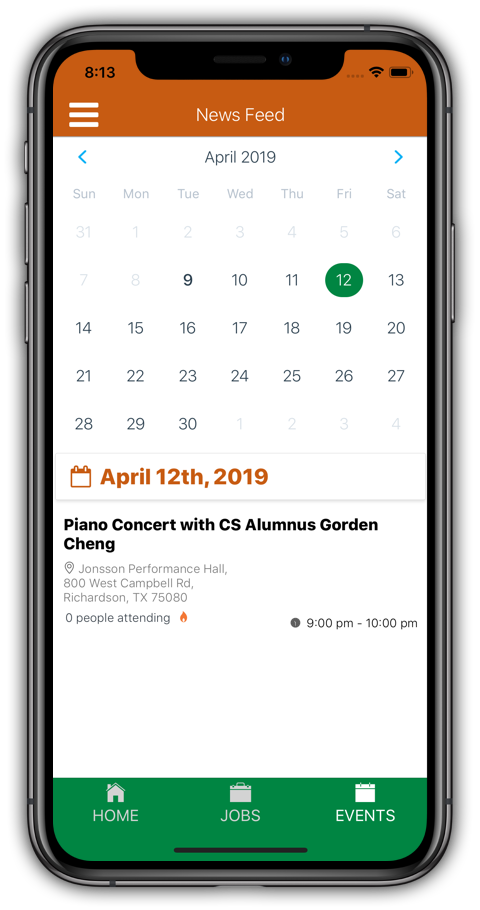 8:13
News Feed
April 2019
Sun Mon Tue Wed Thu Fri Sat
31 1 2 3 4 5 6
7 8 9 10 11 12 13
14 15 16 17 18 19 20
21 22 23 24 25 26 27
28 29 30 1 2 3 4
April 12th, 2019
Piano Concert with CS Alumnus Gorden
Cheng
Jonsson Performance Hall,
800 West Campbell Rd,
Richardson, TX 75080
0 people attending
9:00 pm - 10:00 pm
HOME JOBS EVENTS